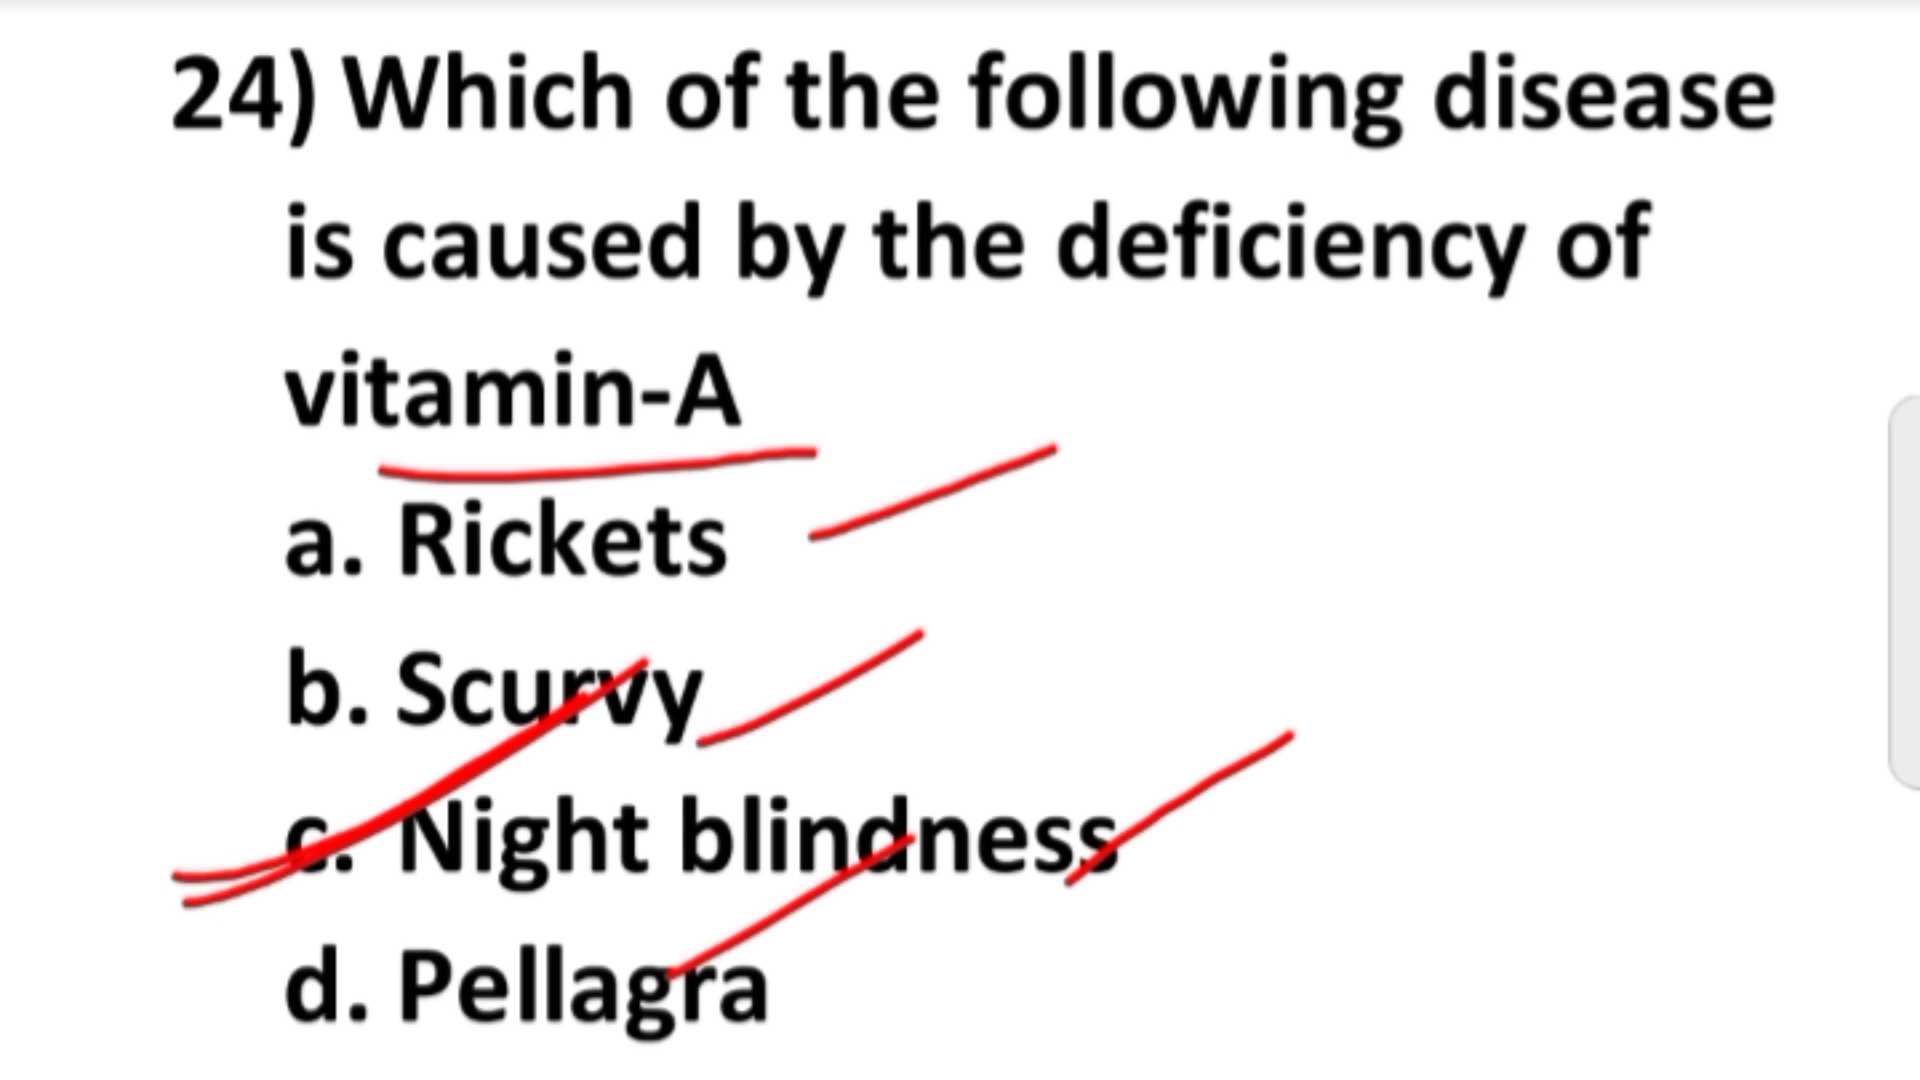 24) Which of the following disease
is caused by the deficiency of
vitamin-A
a. Rickets
b. Scurvy
c. Night blindness
d. Pellagra